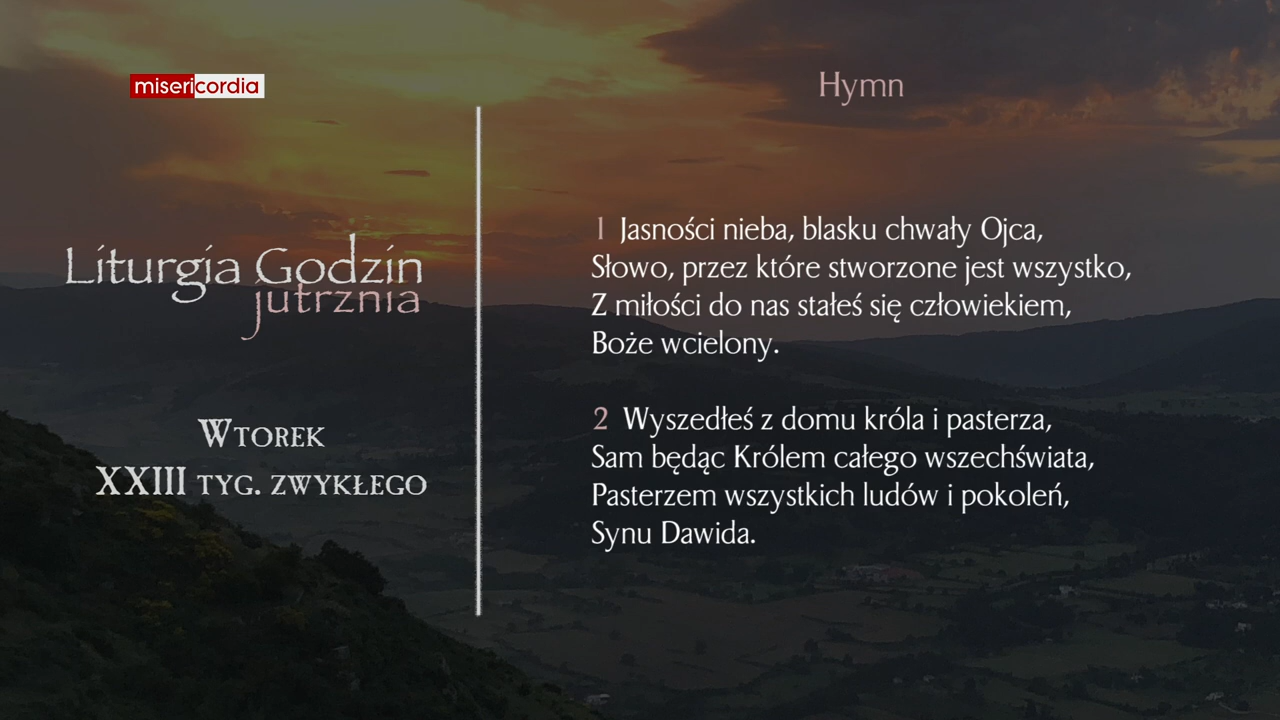 misericordia
Liturgia Godzin
jutrznia
Wtorek
XXIII tyg. zwykłego
Hymn
1 Jasności nieba, blasku chwały Ojca,
Słowo, przez które stworzone jest wszystko,
Z miłości do nas stałeś się człowiekiem,
Boże wcielony.
2 Wyszedłeś z domu króla i pasterza,
Sam będąc Królem całego wszechświata,
Pasterzem wszystkich ludów i pokoleń,
Synu Dawida.